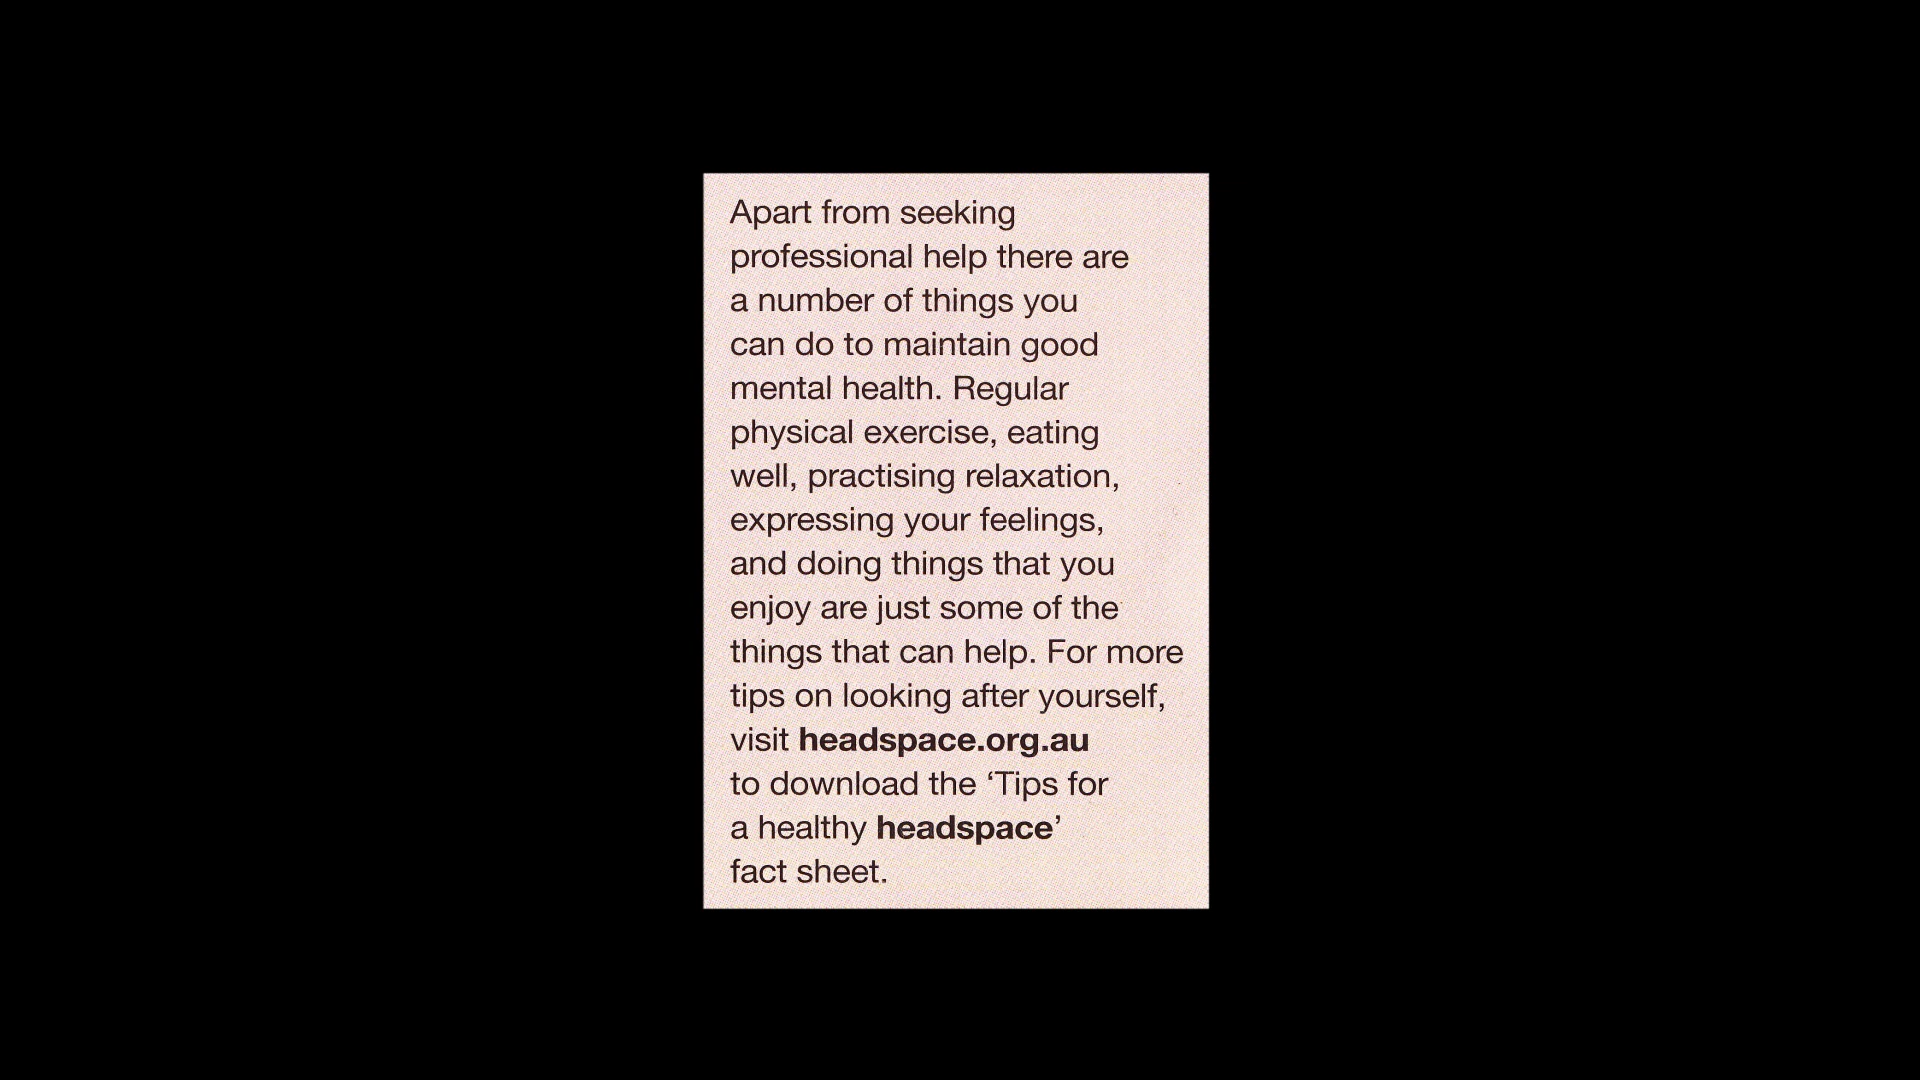 Apart from seeking
professional help there are
a number of things you
can do to maintain good
mental health. Regular
physical exercise, eating
well, practising relaxation,
expressing your feelings,
and doing things that you
enjoy are just some of the
things that can help. For more
tips on looking after yourself,
visit headspace.org.au
to download the ‘Tips for
a healthy headspace’
fact sheet.